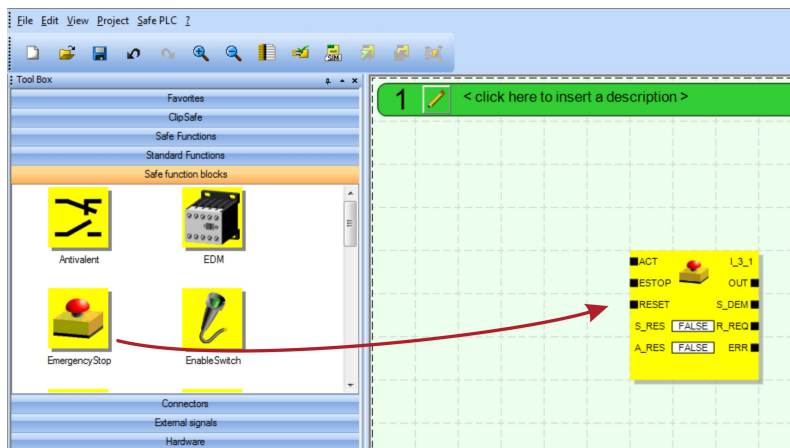 File Edit View Project Safe PLC ?
SIM
Tool Box
Favorites
ClipSafe
Safe Functions
Standard Functions
Safe function blocks
Antivalent EDM
EmergencyStop EnableSwitch
Connectors
External signals
Hardware
1 < click here to insert a description >
ACT I_3_1
ESTOP OUT
RESET S_DEM
S_RES FALSE R_REQ
A_RES FALSE ERR